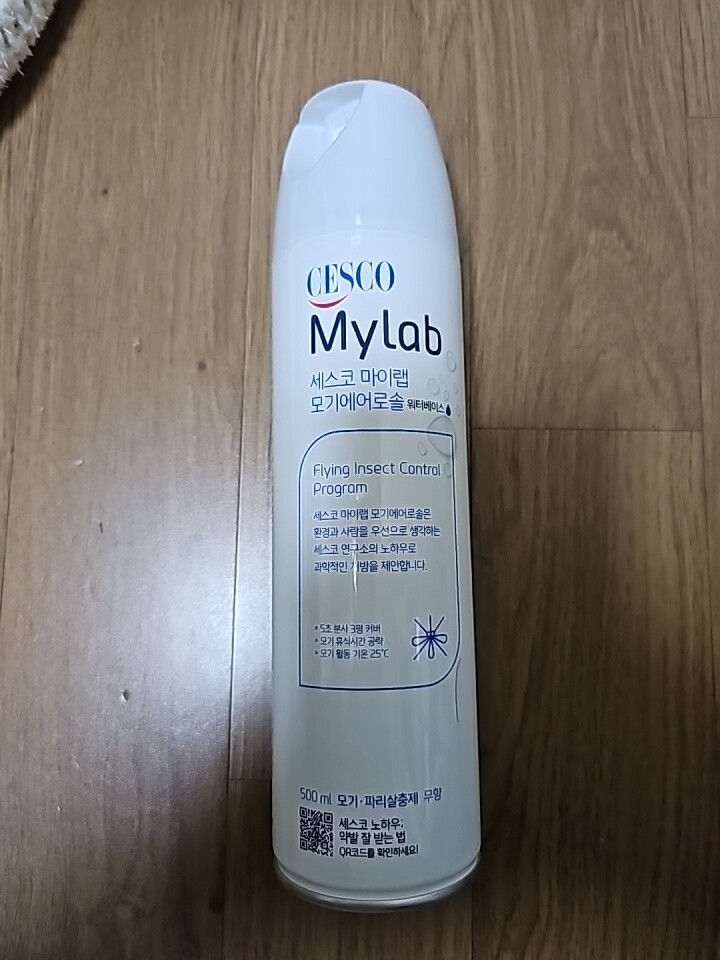 CESCO
Mylab
세스코 마이랩
모기에어로솔 워터베이스
Flying Insect Control
Program
세스코 마이랩 모기에어로솔은
환경과 사람을 우선으로 생각하는
세스코 연구소의 노하우로
과학적인 처방을 제안합니다.
• 5초 분사 3평 커버
• 모기 휴식시간 공략
• 모기 활동 기온 25℃
500 ml 모기·파리살충제 무향
세스코 노하우;
약발 잘 받는 법
QR코드를 확인하세요!